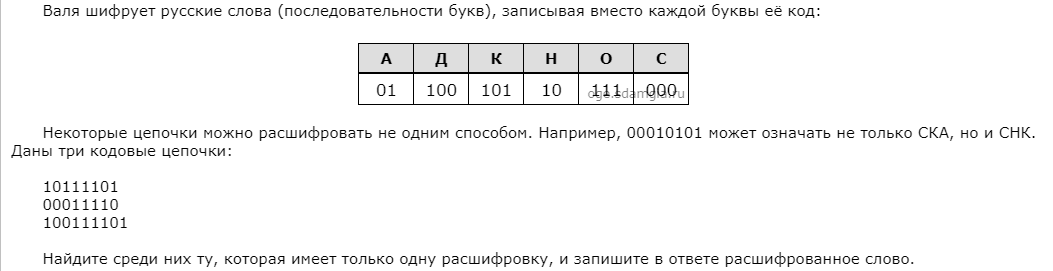 Валя шифрует русские слова (последовательности букв), записывая вместо каждой буквы её код:
А Д К Н О С
01 100 101 10 111 000
oge.sdamgia.ru
Некоторые цепочки можно расшифровать не одним способом. Например, 00010101 может означать не только СКА, но и СНК.
Даны три кодовые цепочки:
10111101
00011110
100111101
Найдите среди них ту, которая имеет только одну расшифровку, и запишите в ответе расшифрованное слово.